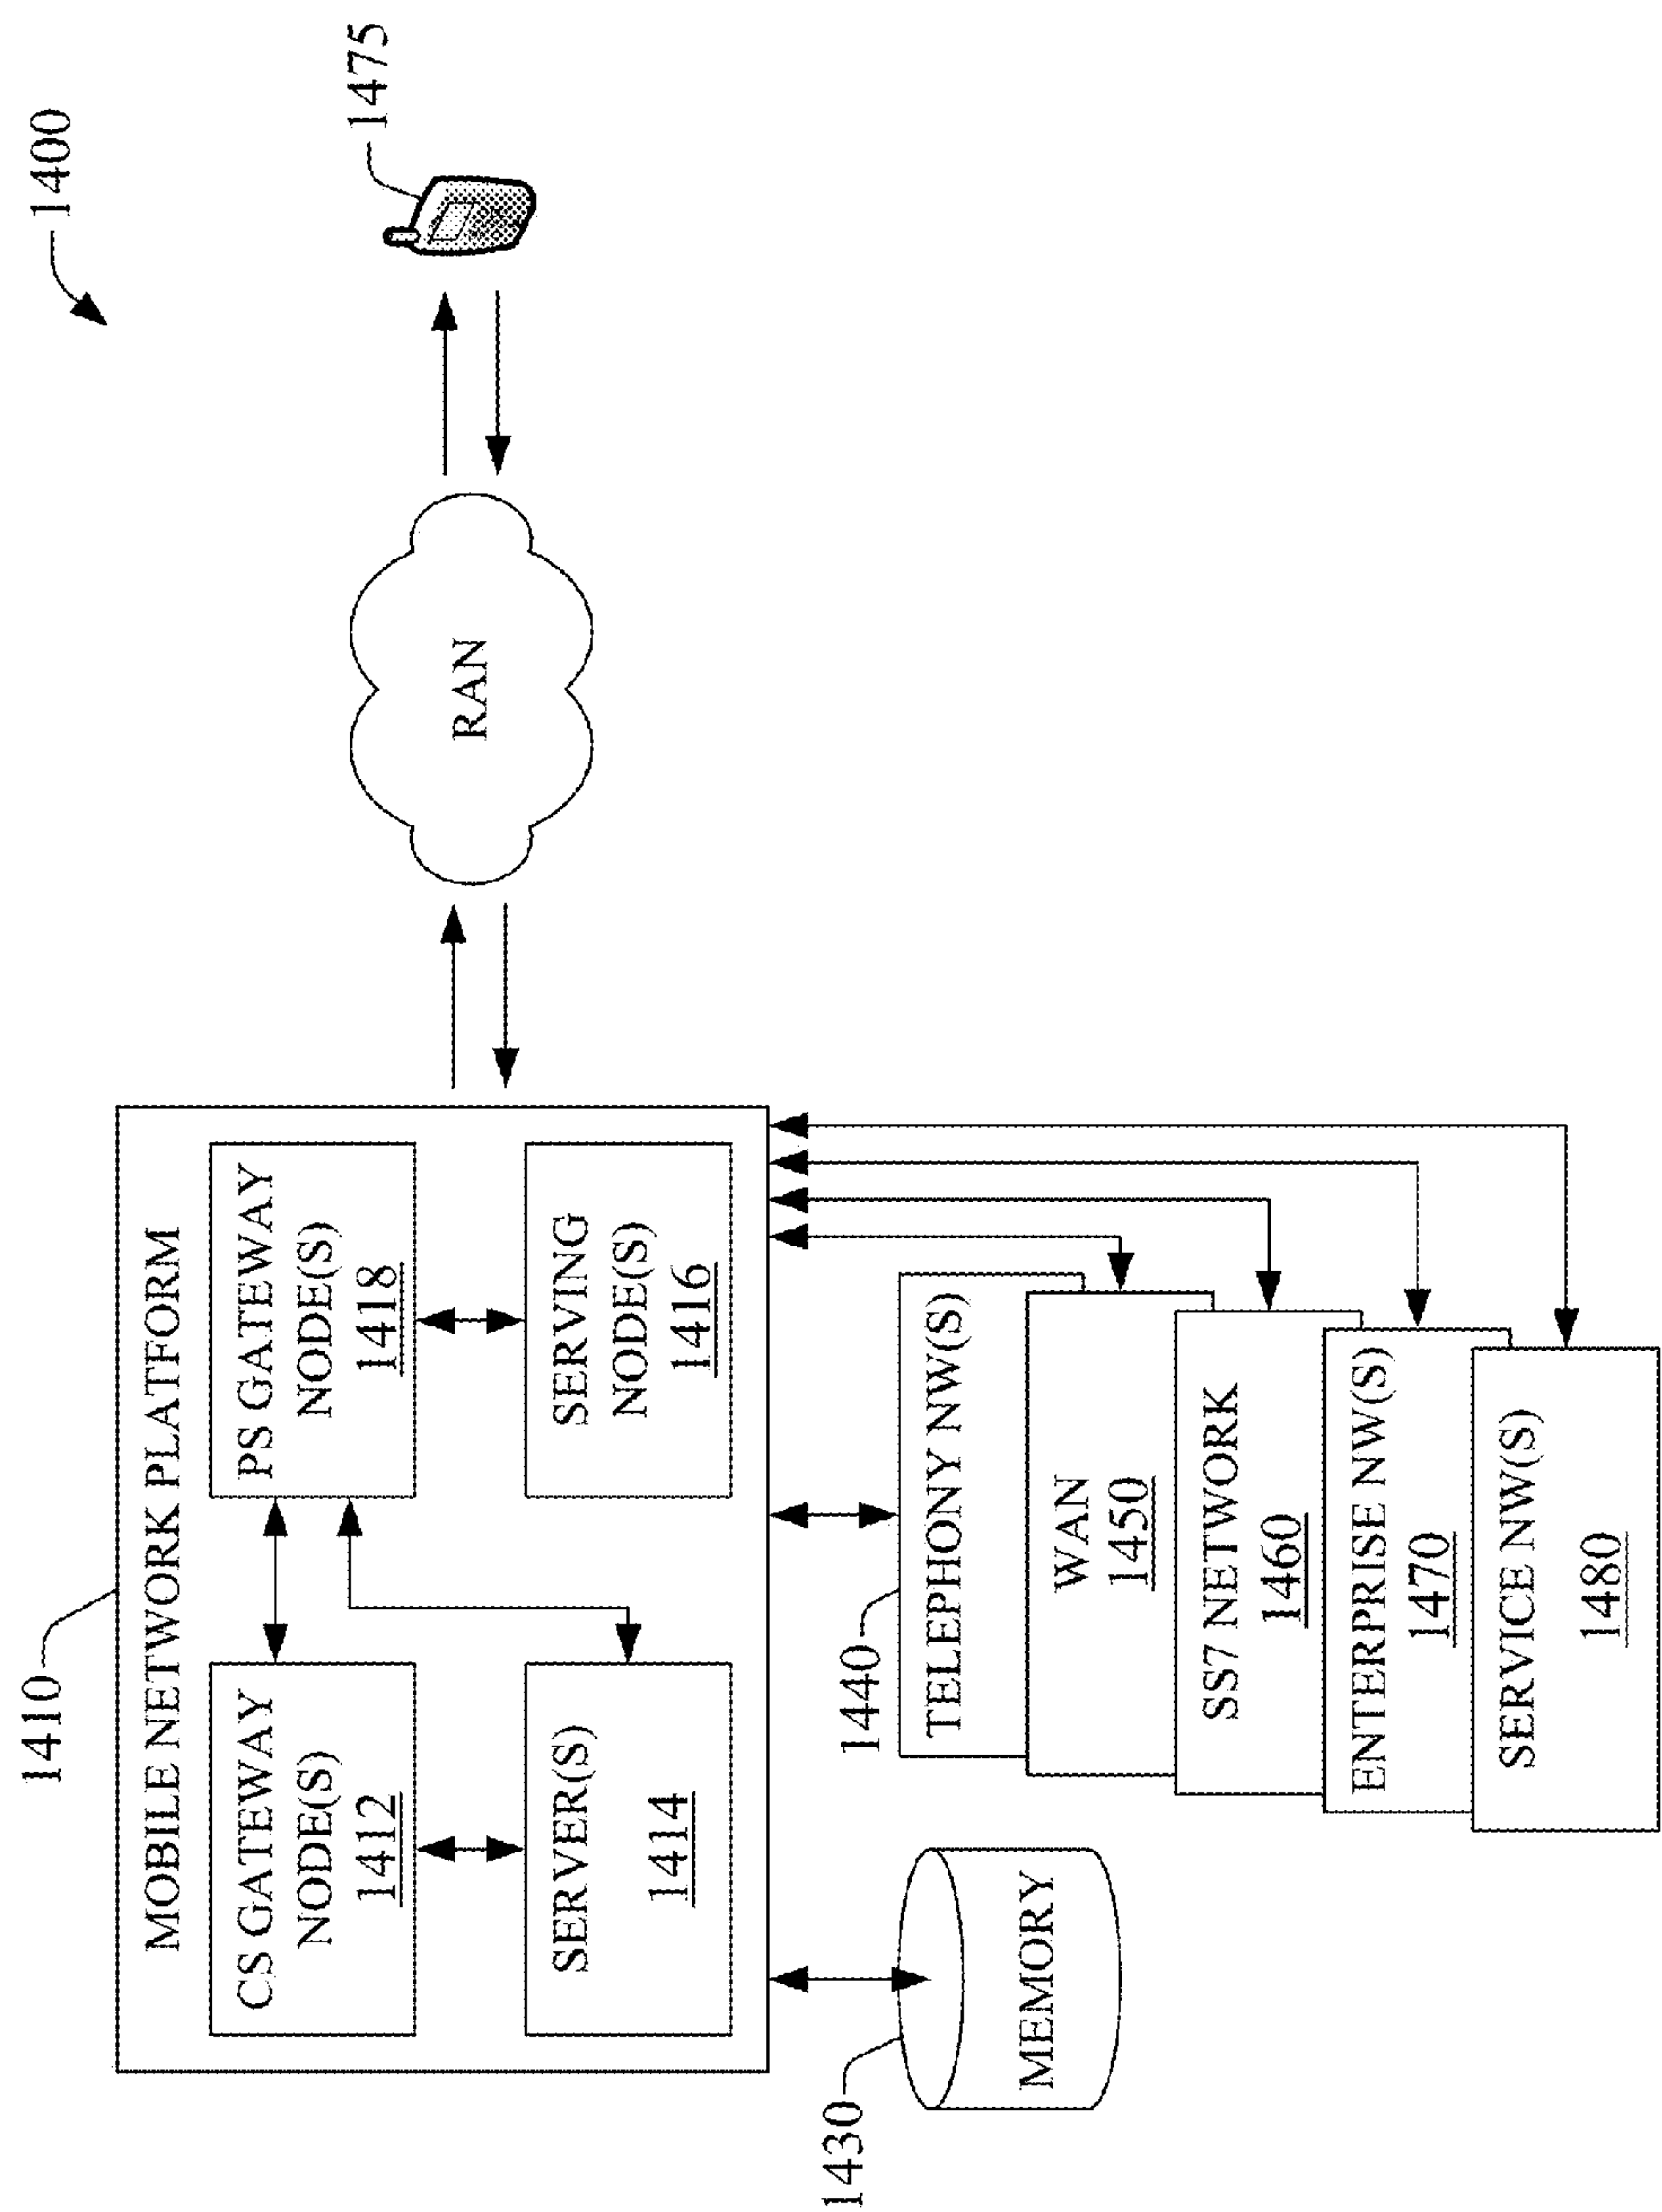 1400
1410
MOBILE NETWORK PLATFORM
CS GATEWAY
NODE(S)
1412
PS GATEWAY
NODE(S)
1418
SERVER(S)
1414
SERVING
NODE(S)
1416
RAN
1475
1430
MEMORY
1440
TELEPHONY NW(S)
WAN
1450
SS7 NETWORK
1460
ENTERPRISE NW(S)
1470
SERVICE NW(S)
1480